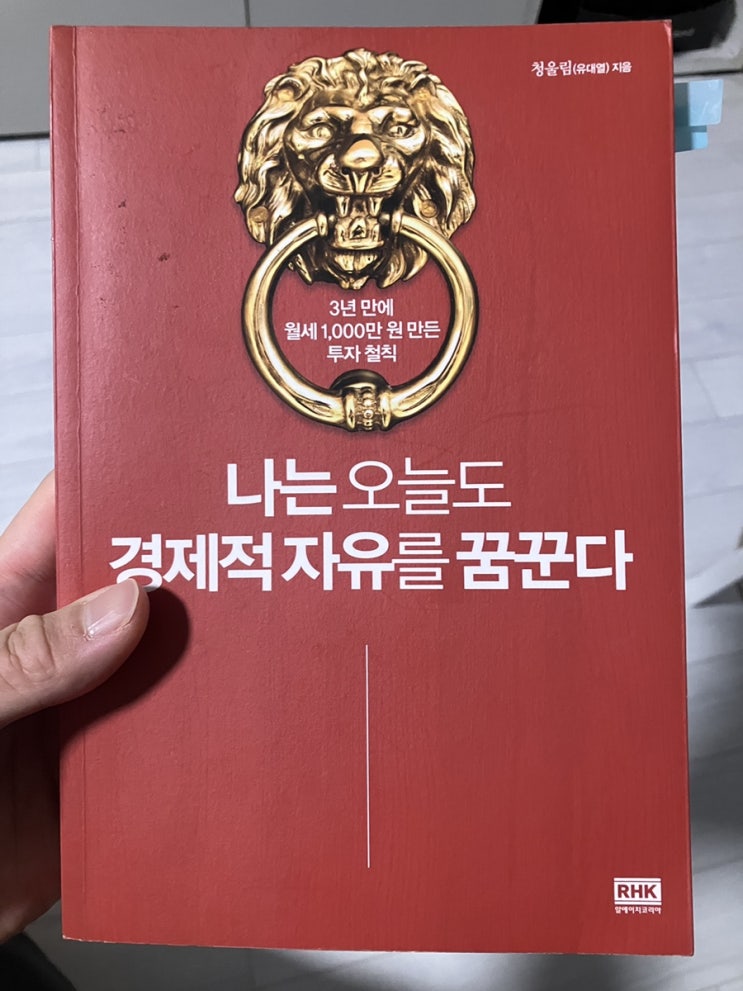 청울림(유대열) 지음
3년 만에
월세 1,000만 원 만든
투자 철칙
나는 오늘도
경제적 자유를 꿈꾼다
RHK
알에이치코리아